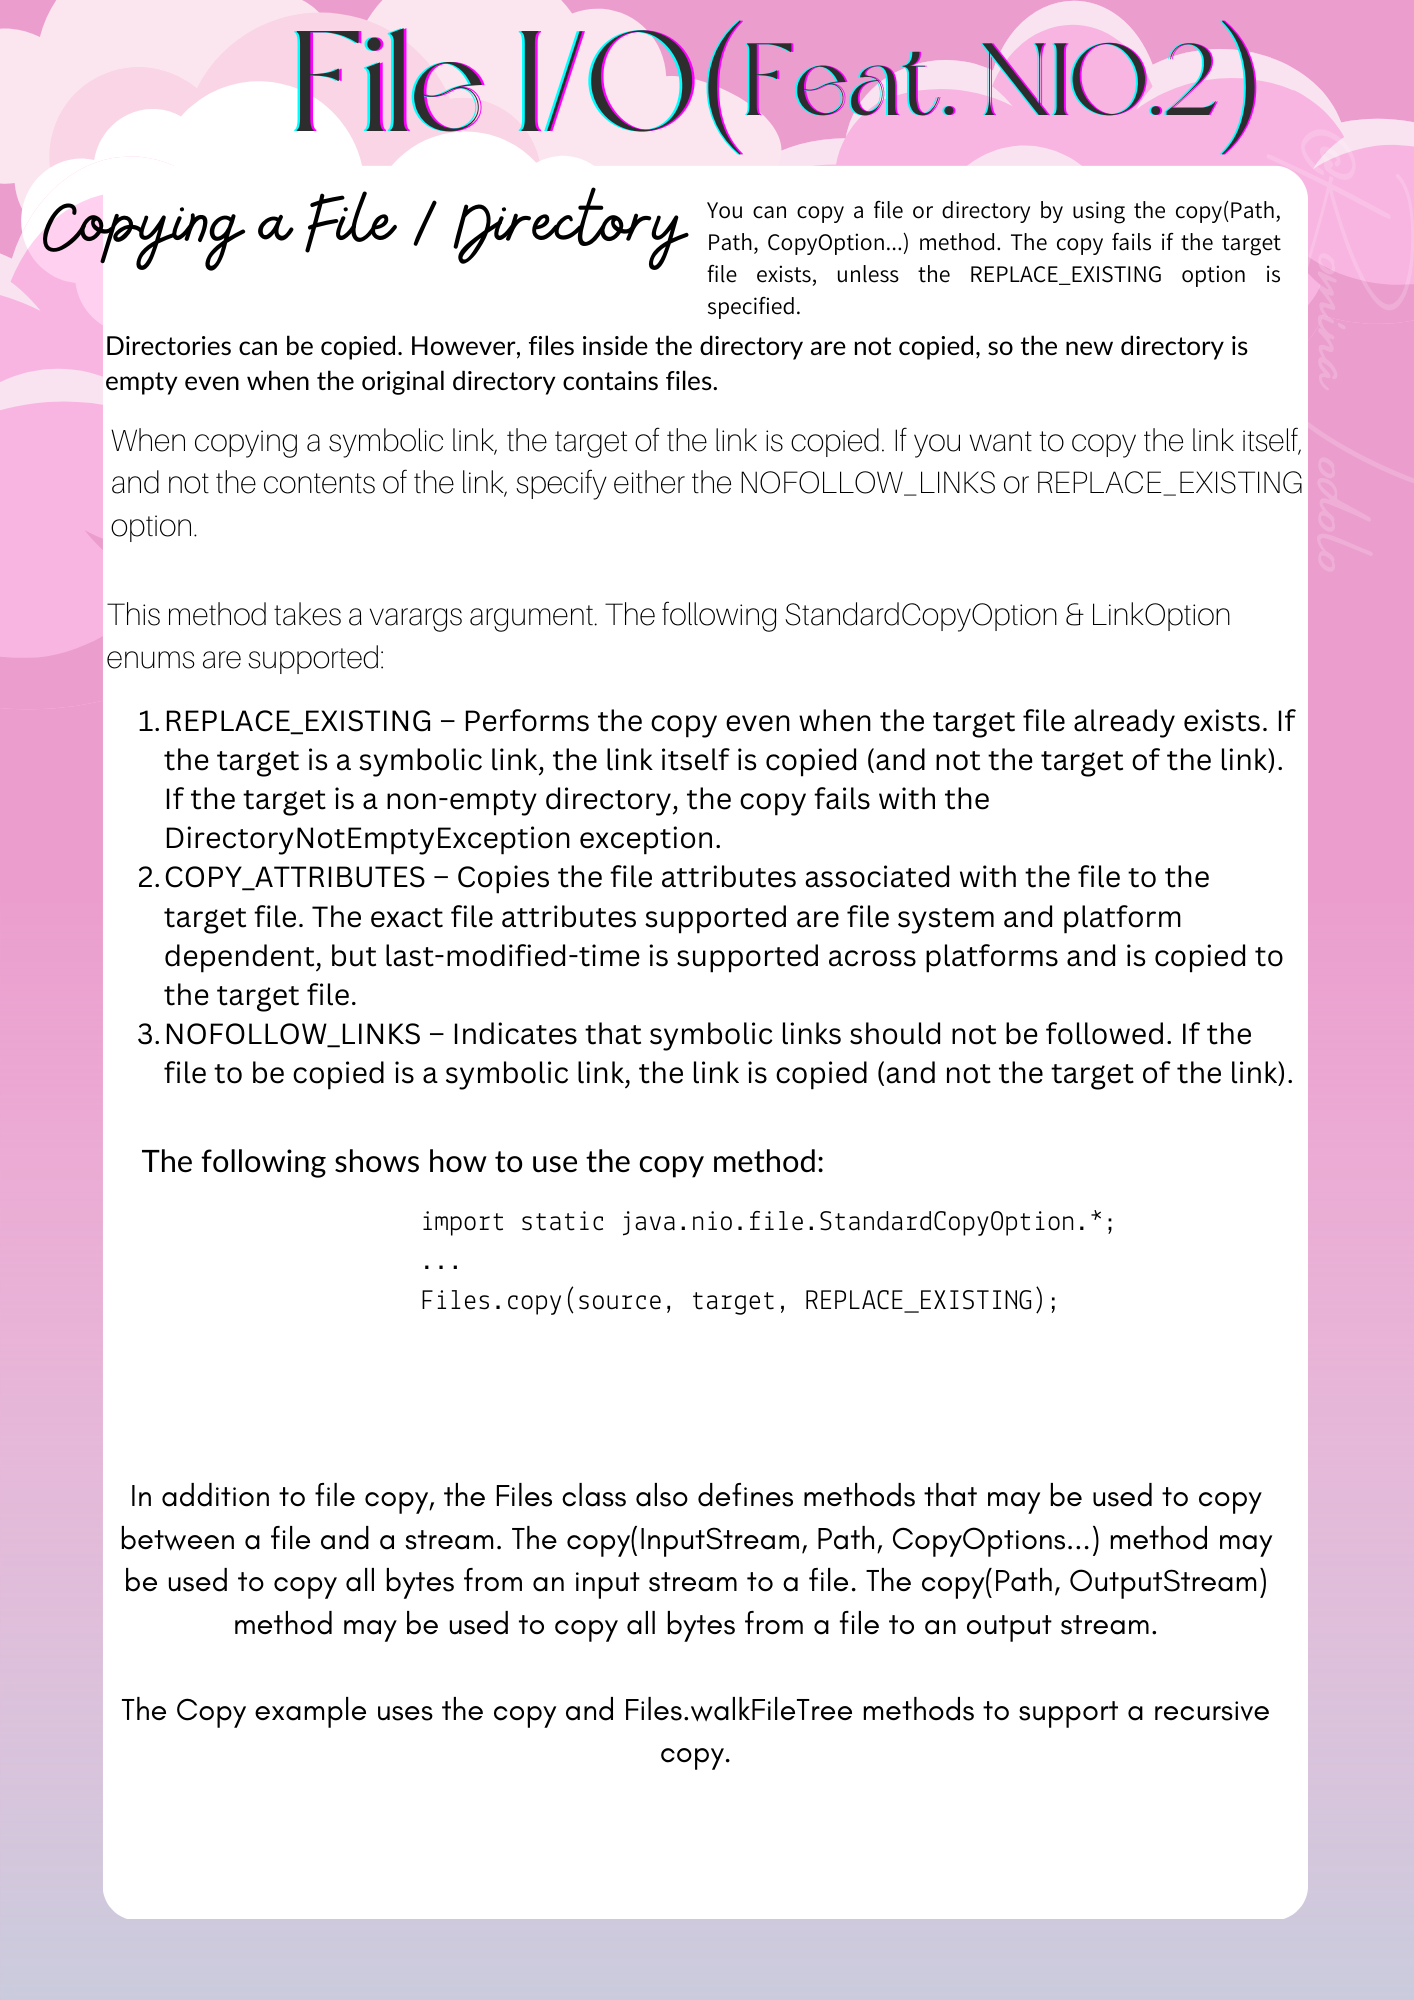 File I/O(Feat. NIO.2)
Copying a File / Directory
You can copy a file or directory by using the copy(Path,
Path, CopyOption...) method. The copy fails if the target
file exists, unless the REPLACE_EXISTING option is
specified.
Directories can be copied. However, files inside the directory are not copied, so the new directory is
empty even when the original directory contains files.
When copying a symbolic link, the target of the link is copied. If you want to copy the link itself,
and not the contents of the link, specify either the NOFOLLOW_LINKS or REPLACE_EXISTING
option.
This method takes a varargs argument. The following StandardCopyOption & LinkOption
enums are supported:
1. REPLACE_EXISTING – Performs the copy even when the target file already exists. If
the target is a symbolic link, the link itself is copied (and not the target of the link).
If the target is a non-empty directory, the copy fails with the
DirectoryNotEmptyException exception.
2. COPY_ATTRIBUTES – Copies the file attributes associated with the file to the
target file. The exact file attributes supported are file system and platform
dependent, but last-modified-time is supported across platforms and is copied to
the target file.
3. NOFOLLOW_LINKS – Indicates that symbolic links should not be followed. If the
file to be copied is a symbolic link, the link is copied (and not the target of the link).
The following shows how to use the copy method:
import static java.nio.file.StandardCopyOption.*;
...
Files.copy(source, target, REPLACE_EXISTING);
In addition to file copy, the Files class also defines methods that may be used to copy
between a file and a stream. The copy(InputStream, Path, CopyOptions...) method may
be used to copy all bytes from an input stream to a file. The copy(Path, OutputStream)
method may be used to copy all bytes from a file to an output stream.
The Copy example uses the copy and Files.walkFileTree methods to support a recursive
copy.